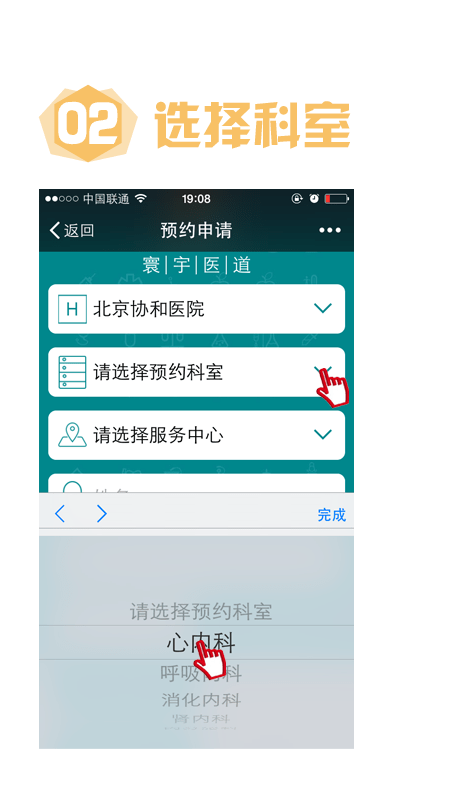 02 选择科室
中国联通 19:08
返回 预约申请
寰|宇|医|道
H 北京协和医院
请选择预约科室
请选择服务中心
姓名
完成
请选择预约科室
心内科
呼吸内科
消化内科
肾内科